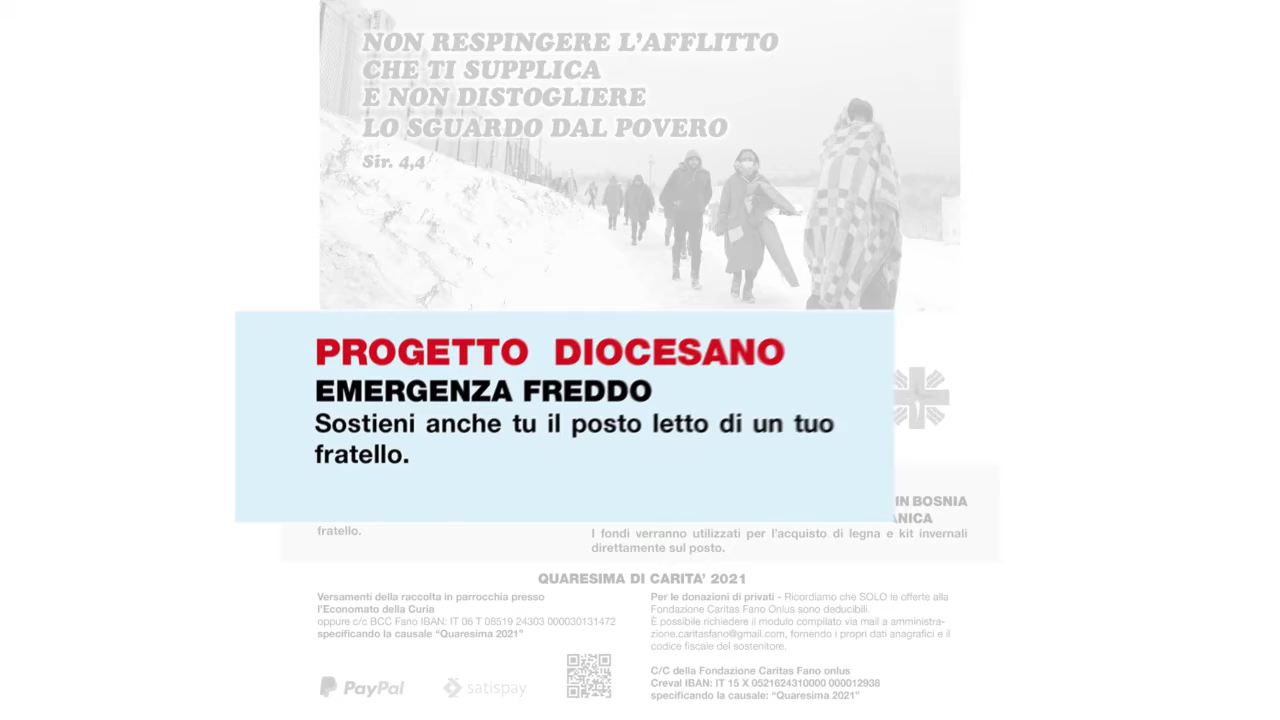 NON RESPINGERE L'AFFLITTO
CHE TI SUPPLICA
E NON DISTOGLIERE
LO SGUARDO DAL POVERO
Sir. 4,4
PROGETTO DIOCESANO
EMERGENZA FREDDO
Sostieni anche tu il posto letto di un tuo
fratello.
fratello.
IN BOSNIA
I fondi verranno utilizzati per l'acquisto di legna e kit invernali
direttamente sul posto.
QUARESIMA DI CARITA' 2021
Versamenti della raccolta in parrocchia presso
l'Economato della Curia
oppure c/c BCC Fano IBAN: IT 06 T 08519 24303 000030131472
specificando la causale "Quaresima 2021"
Per le donazioni di privati - Ricordiamo che SOLO le offerte alla
Fondazione Caritas Fano Onlus sono deducibili.
È possibile richiedere il modulo compilato via mail a amministra-
zione.caritasfano@gmail.com, fornendo i propri dati anagrafici e il
codice fiscale del sostenitore.
C/C della Fondazione Caritas Fano onlus
Creval IBAN: IT 15 X 0521624310000 000012938
specificando la causale: "Quaresima 2021"
PayPal
satispay